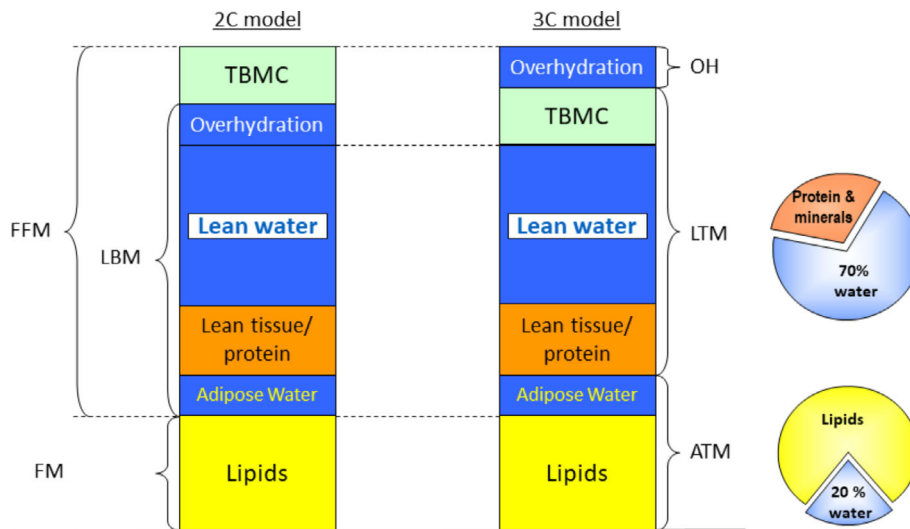 2C model
3C model
TBMC
Overhydration
Lean water
Lean tissue/
protein
Adipose Water
Lipids
FFM
LBM
FM
Overhydration
TBMC
Lean water
Lean tissue/
protein
Adipose Water
Lipids
OH
LTM
ATM
Protein &
minerals
70%
water
Lipids
20 %
water